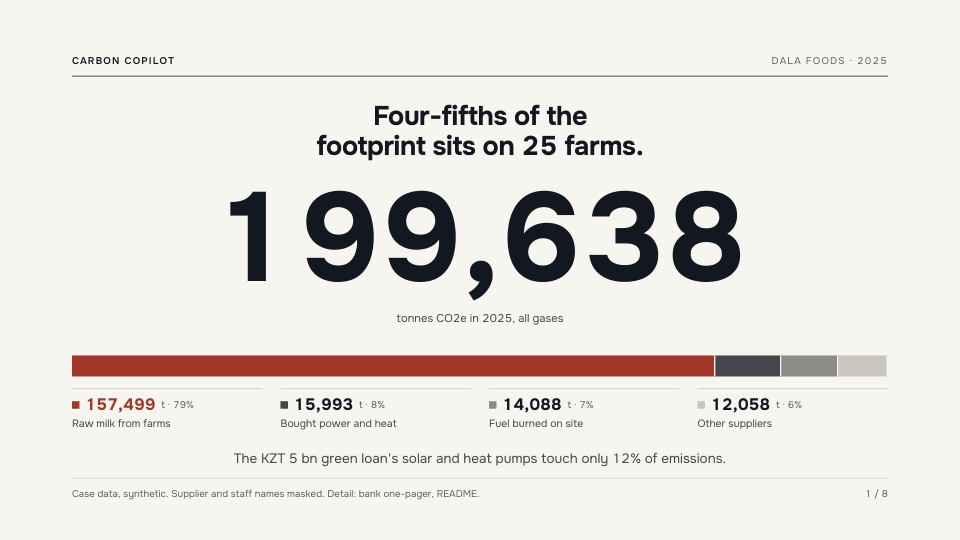 CARBON COPILOT
DALA FOODS · 2025
Four-fifths of the
footprint sits on 25 farms.
199,638
tonnes CO2e in 2025, all gases
157,499 t · 79%
Raw milk from farms
15,993 t · 8%
Bought power and heat
14,088 t · 7%
Fuel burned on site
12,058 t · 6%
Other suppliers
The KZT 5 bn green loan's solar and heat pumps touch only 12% of emissions.
Case data, synthetic. Supplier and staff names masked. Detail: bank one-pager, README.
1 / 8